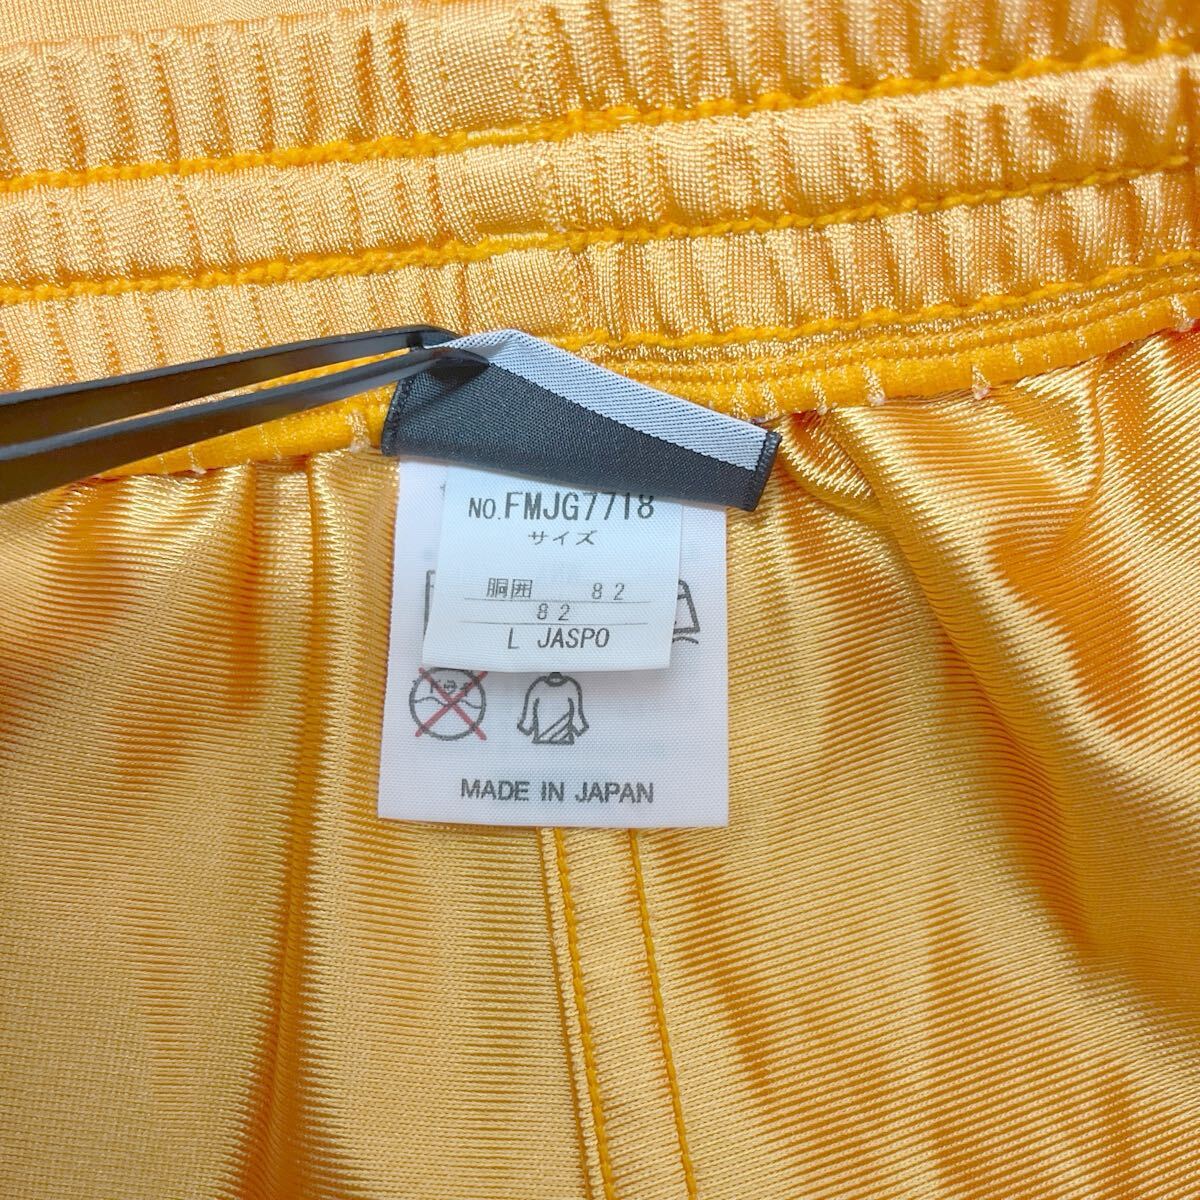 NO.FMJG7718
サイズ
胴囲 82
82
L JASPO
MADE IN JAPAN